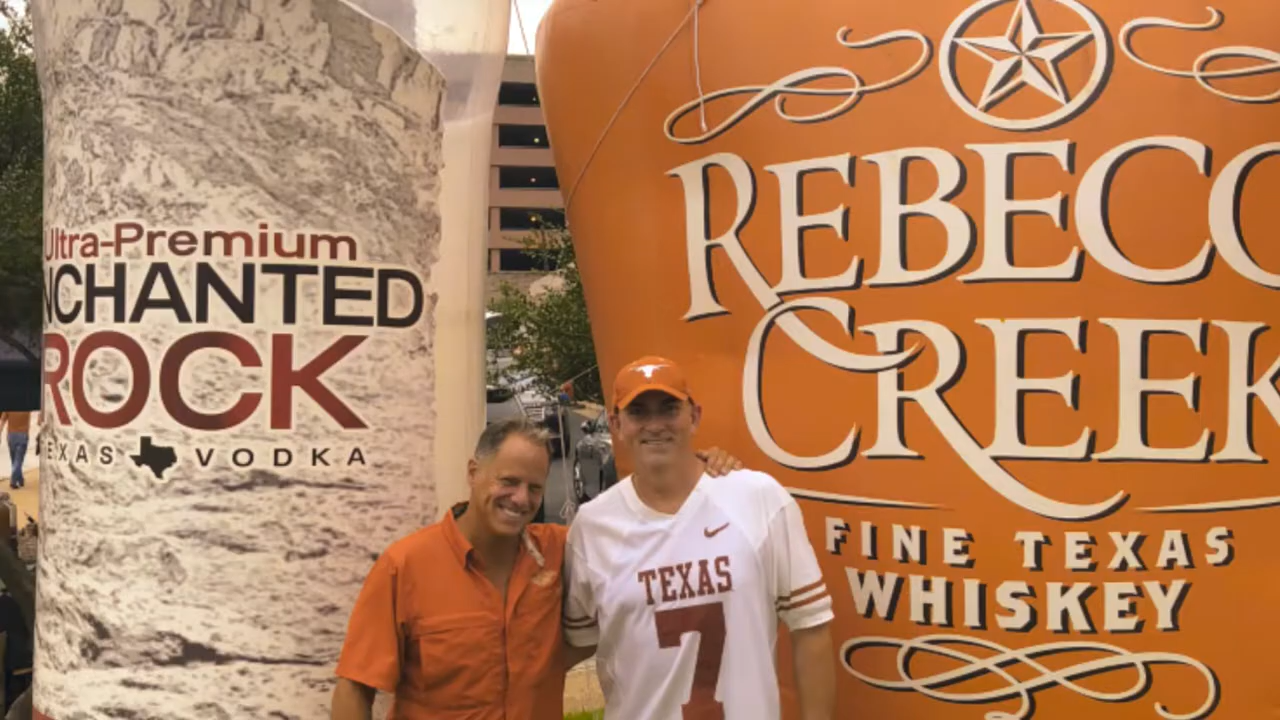 Ultra-Premium
NCHANTED
ROCK
EXAS VODKA
REBECC
CREEK
FINE TEXAS
WHISKEY
TEXAS
7